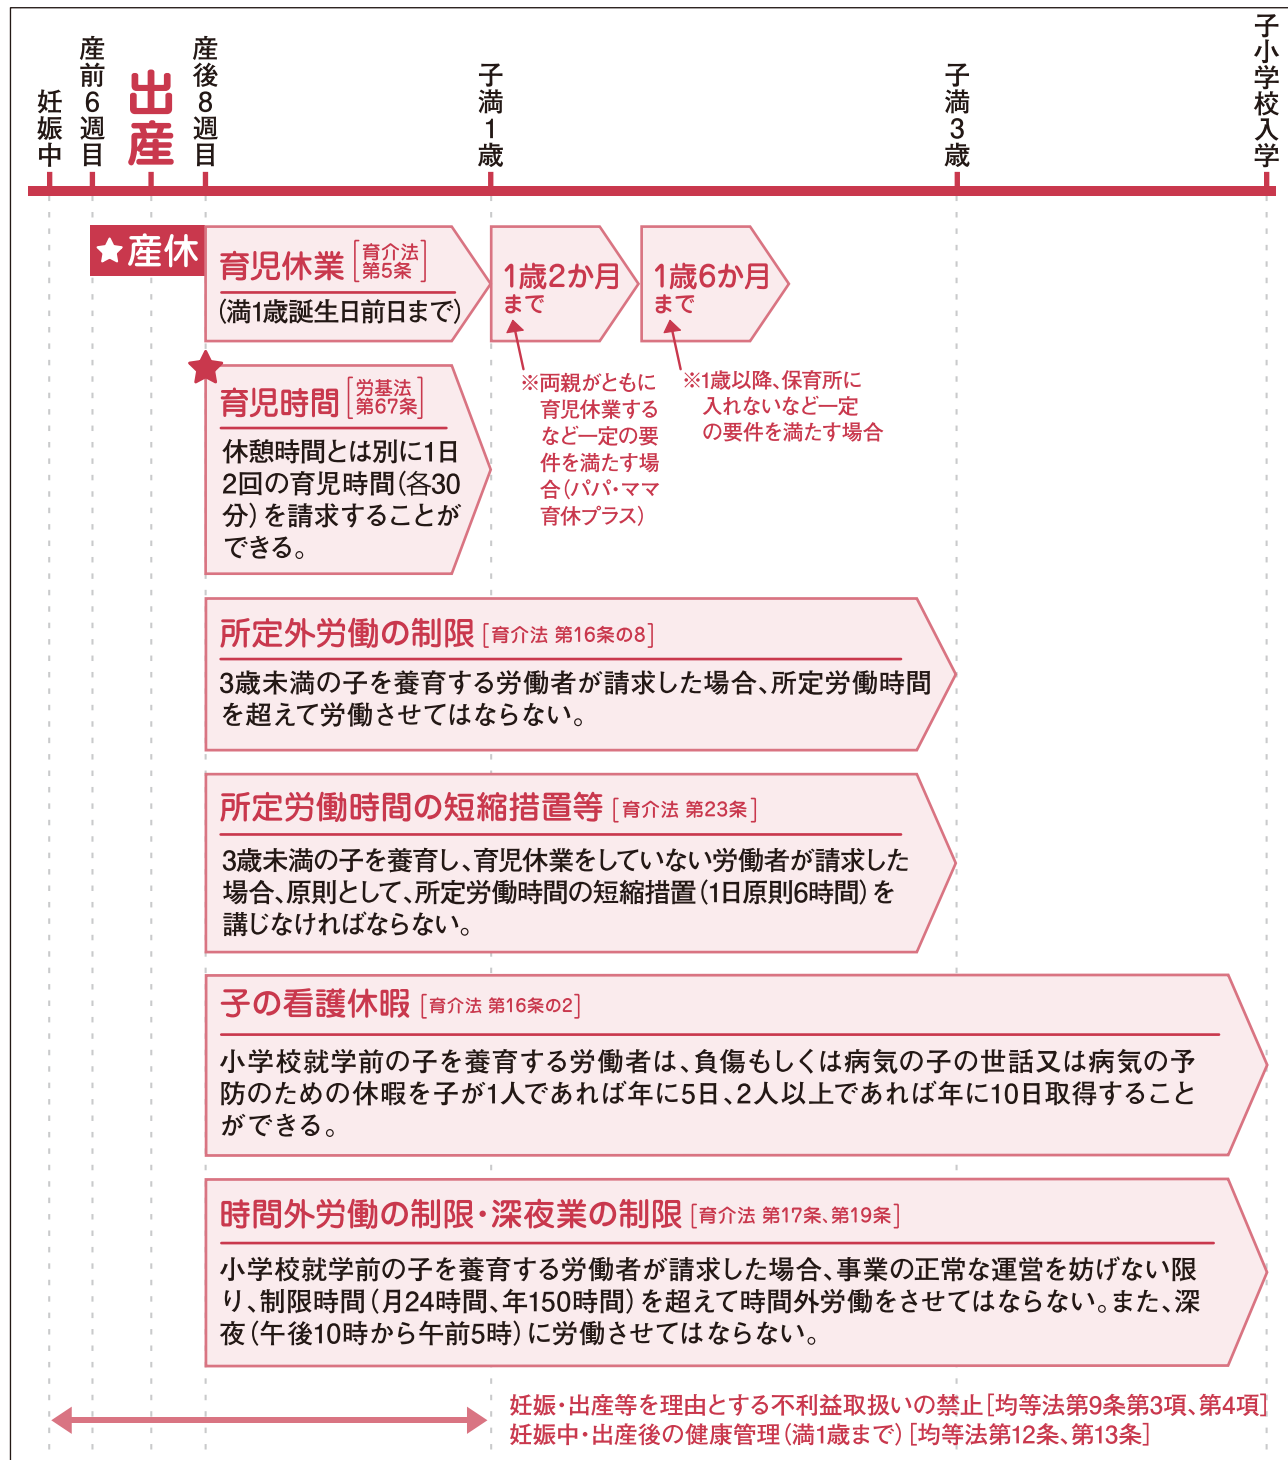 妊娠中
産前6週目
出産
産後8週目
子満1歳
子満3歳
子小学校入学
★産休
育児休業[育介法
第5条]
(満1歳誕生日前日まで)
1歳2か月
まで
1歳6か月
まで
※両親がともに
育児休業する
など一定の要
件を満たす場
合(パパ・ママ
育休プラス)
※1歳以降、保育所に
入れないなど一定
の要件を満たす場合
育児時間[労基法
第67条]
休憩時間とは別に1日
2回の育児時間(各30
分)を請求することが
できる。
所定外労働の制限[育介法 第16条の8]
3歳未満の子を養育する労働者が請求した場合、所定労働時間
を超えて労働させてはならない。
所定労働時間の短縮措置等[育介法 第23条]
3歳未満の子を養育し、育児休業をしていない労働者が請求した
場合、原則として、所定労働時間の短縮措置(1日原則6時間)を
講じなければならない。
子の看護休暇[育介法 第16条の2]
小学校就学前の子を養育する労働者は、負傷もしくは病気の子の世話又は病気の予
防のための休暇を子が1人であれば年に5日、2人以上であれば年に10日取得すること
ができる。
時間外労働の制限・深夜業の制限[育介法 第17条、第19条]
小学校就学前の子を養育する労働者が請求した場合、事業の正常な運営を妨げない限
り、制限時間(月24時間、年150時間)を超えて時間外労働をさせてはならない。また、深
夜(午後10時から午前5時)に労働させてはならない。
妊娠・出産等を理由とする不利益取扱いの禁止[均等法第9条第3項、第4項]
妊娠中・出産後の健康管理(満1歳まで)[均等法第12条、第13条]